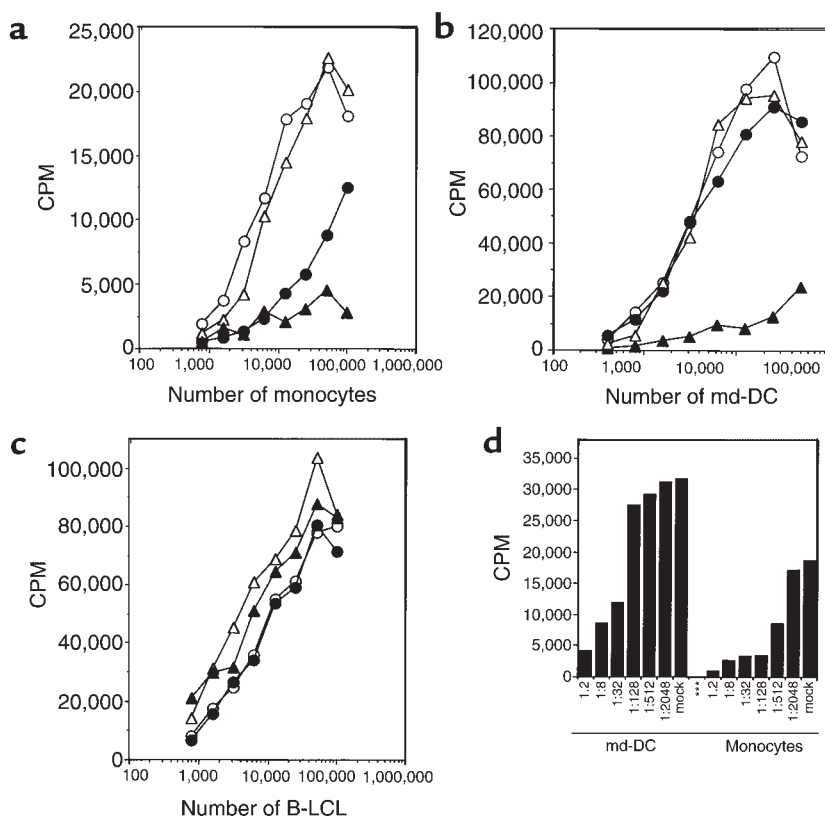 a
25,000
20,000
15,000
10,000
5,000
0
CPM
100 1,000 10,000 100,000 1,000,000
Number of monocytes
b
120,000
100,000
80,000
60,000
40,000
20,000
0
CPM
100 1,000 10,000 100,000
Number of md-DC
c
100,000
80,000
60,000
40,000
20,000
0
CPM
100 1,000 10,000 100,000 1,000,000
Number of B-LCL
d
35,000
30,000
25,000
20,000
15,000
10,000
5,000
0
CPM
1:2 1:8 1:32 1:128 1:512 1:2048 mock *** 1:2 1:8 1:32 1:128 1:512 1:2048 mock
md-DC Monocytes